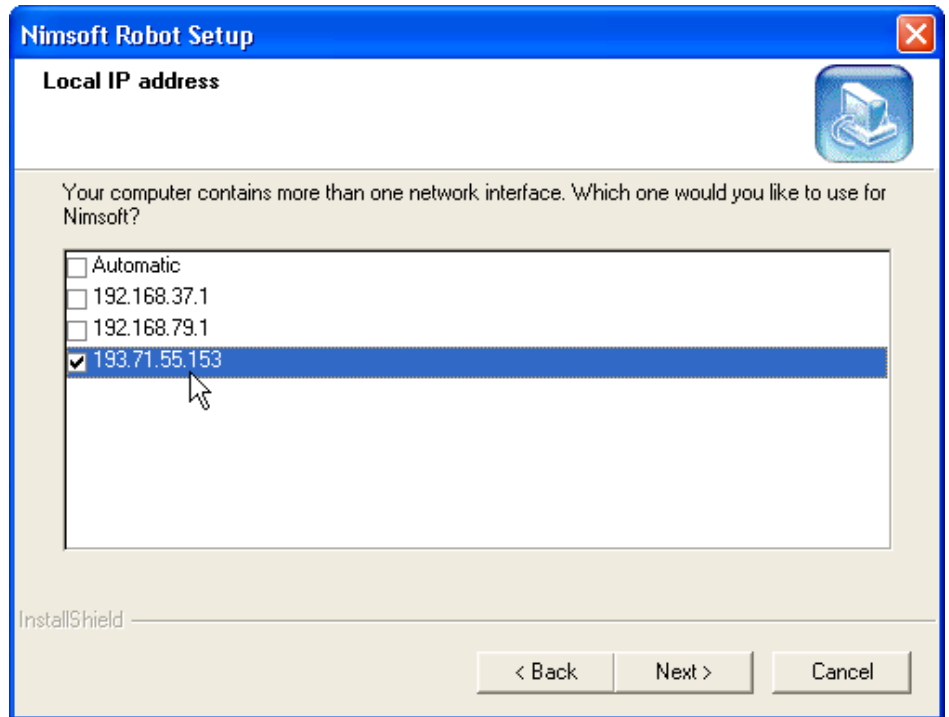 Nimsoft Robot Setup
Local IP address
Your computer contains more than one network interface. Which one would you like to use for
Nimsoft?
Automatic
192.168.37.1
192.168.79.1
193.71.55.153
InstallShield
< Back Next > Cancel